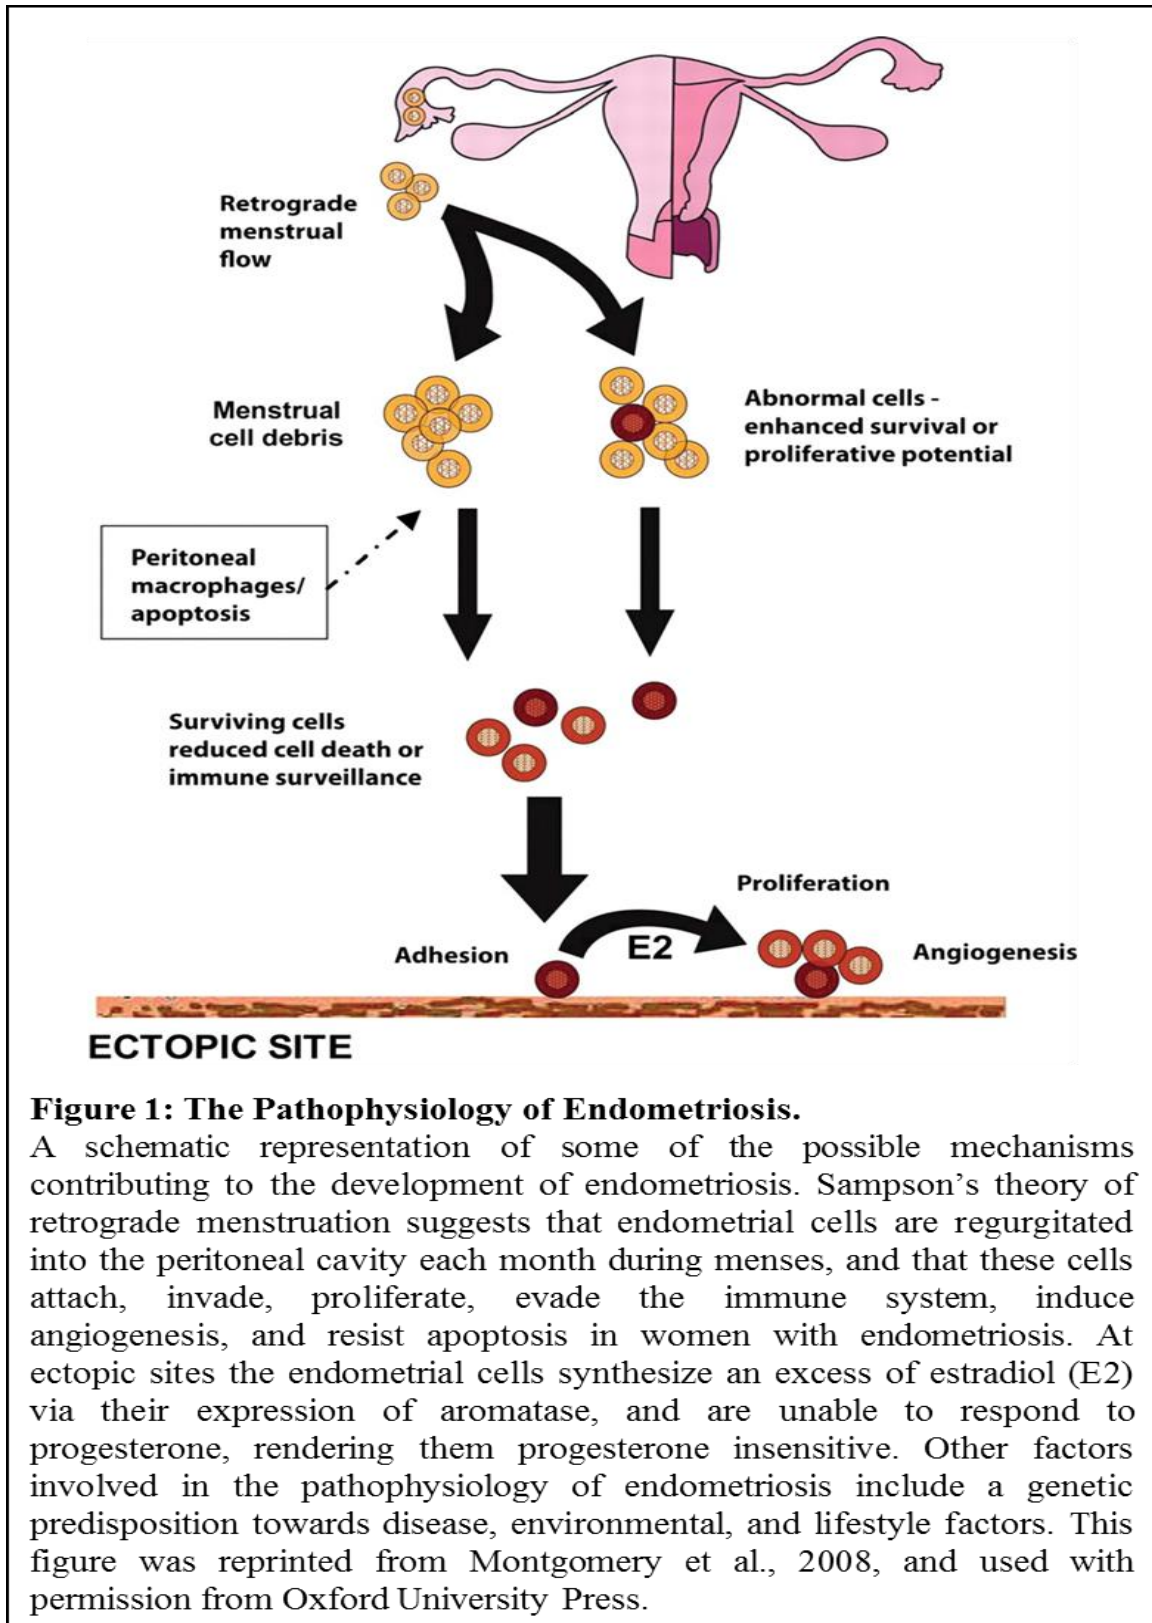 Retrograde
menstrual
flow
Menstrual
cell debris
Abnormal cells -
enhanced survival or
proliferative potential
Peritoneal
macrophages/
apoptosis
Surviving cells
reduced cell death or
immune surveillance
Proliferation
Adhesion
E2
Angiogenesis
ECTOPIC SITE
Figure 1: The Pathophysiology of Endometriosis.
A schematic representation of some of the possible mechanisms
contributing to the development of endometriosis. Sampson’s theory of
retrograde menstruation suggests that endometrial cells are regurgitated
into the peritoneal cavity each month during menses, and that these cells
attach, invade, proliferate, evade the immune system, induce
angiogenesis, and resist apoptosis in women with endometriosis. At
ectopic sites the endometrial cells synthesize an excess of estradiol (E2)
via their expression of aromatase, and are unable to respond to
progesterone, rendering them progesterone insensitive. Other factors
involved in the pathophysiology of endometriosis include a genetic
predisposition towards disease, environmental, and lifestyle factors. This
figure was reprinted from Montgomery et al., 2008, and used with
permission from Oxford University Press.